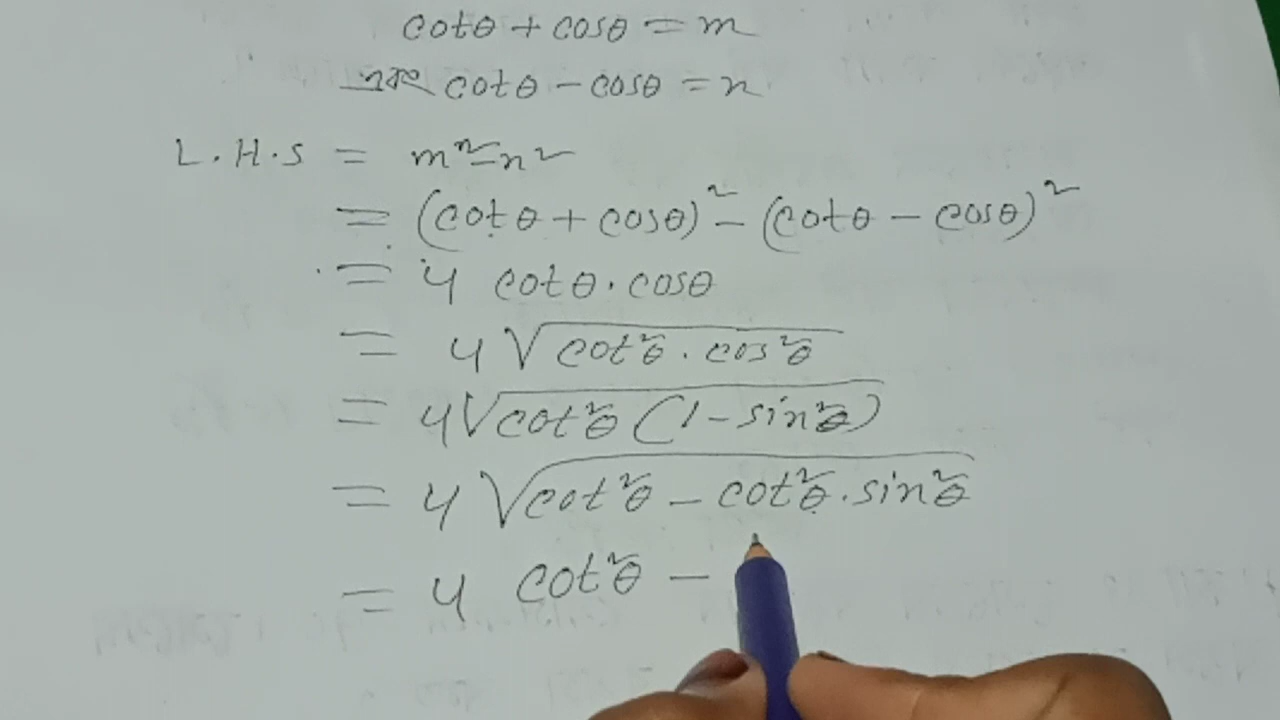 cotθ + cosθ = m
এবং cotθ - cosθ = n
L.H.S = m² - n²
= (cotθ + cosθ)² - (cotθ - cosθ)²
= 4 cotθ . cosθ
= 4√cot²θ . cos²θ
= 4√cot²θ (1 - sin²θ)
= 4√cot²θ - cot²θ . sin²θ
= 4 cot²θ -